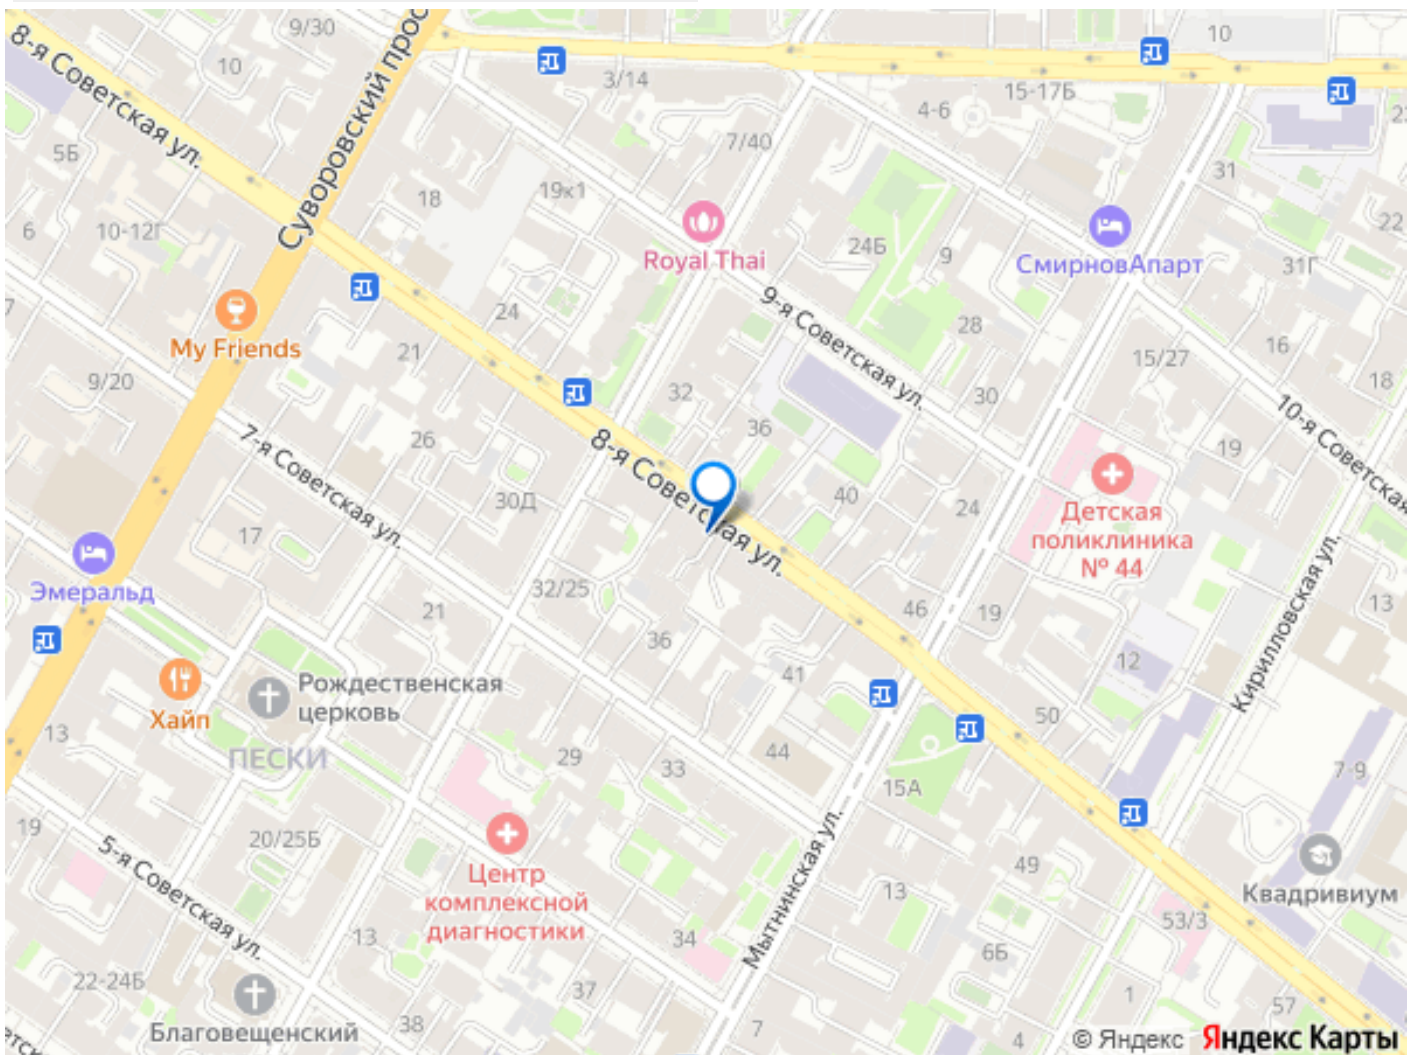 9/30
8-я Советская ул.
10
Суворовский прос
3/14
10
15-17Б
4-6
7/40
5Б
18
19к1
31
22
6
10-12Г
Royal Thai
24Б
9
СмирновАпарт
31Г
9-я Советская ул.
My Friends
24
21
28
15/27
16
18
9/20
32
30
10-я Советская
7-я Советская ул.
26
36
8-я Советская ул.
19
30Д
40
24
Детская
поликлиника
№ 44
17
Эмеральд
32/25
21
36
46
19
13
Кирилловская ул.
41
12
Рождественская
церковь
Хайп
13
ПЕСКИ
29
33
44
15А
50
7-9
19
20/25Б
5-я Советская ул.
Центр
комплексной
диагностики
Мытнинская ул.
49
Квадривиум
13
53/3
13
34
6Б
22-24Б
37
1
57
Благовещенский
38
7
4
© Яндекс Яндекс Карты